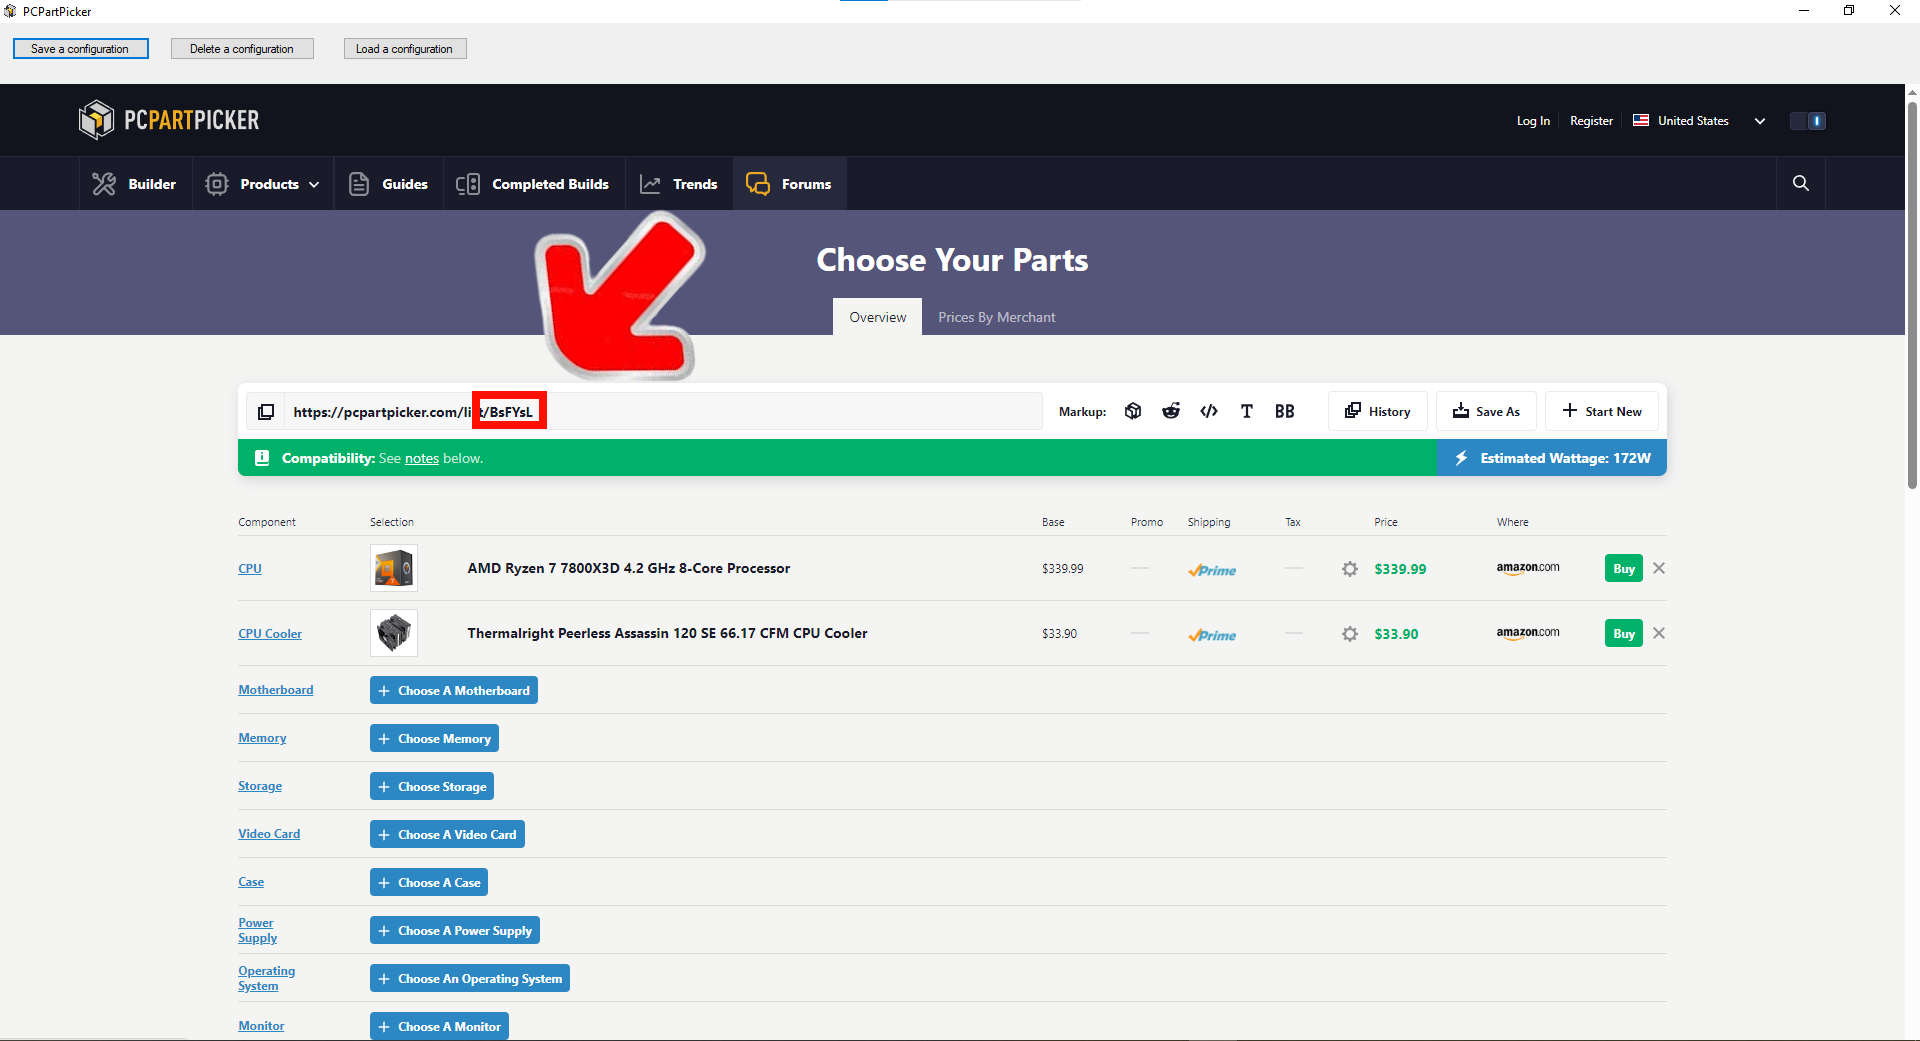 PCPartPicker
Save a configuration
Delete a configuration
Load a configuration
PCPARTPICKER
Log In
Register
United States
Builder
Products
Guides
Completed Builds
Trends
Forums
Choose Your Parts
Overview
Prices By Merchant
https://pcpartpicker.com/list/BsFYsL
Markup:
T
BB
History
Save As
Start New
Compatibility: See notes below.
Estimated Wattage: 172W
Component
Selection
Base
Promo
Shipping
Tax
Price
Where
CPU
AMD Ryzen 7 7800X3D 4.2 GHz 8-Core Processor
$339.99
Prime
$339.99
amazon.com
Buy
CPU Cooler
Thermalright Peerless Assassin 120 SE 66.17 CFM CPU Cooler
$33.90
Prime
$33.90
amazon.com
Buy
Motherboard
Choose A Motherboard
Memory
Choose Memory
Storage
Choose Storage
Video Card
Choose A Video Card
Case
Choose A Case
Power
Supply
Choose A Power Supply
Operating
System
Choose An Operating System
Monitor
Choose A Monitor